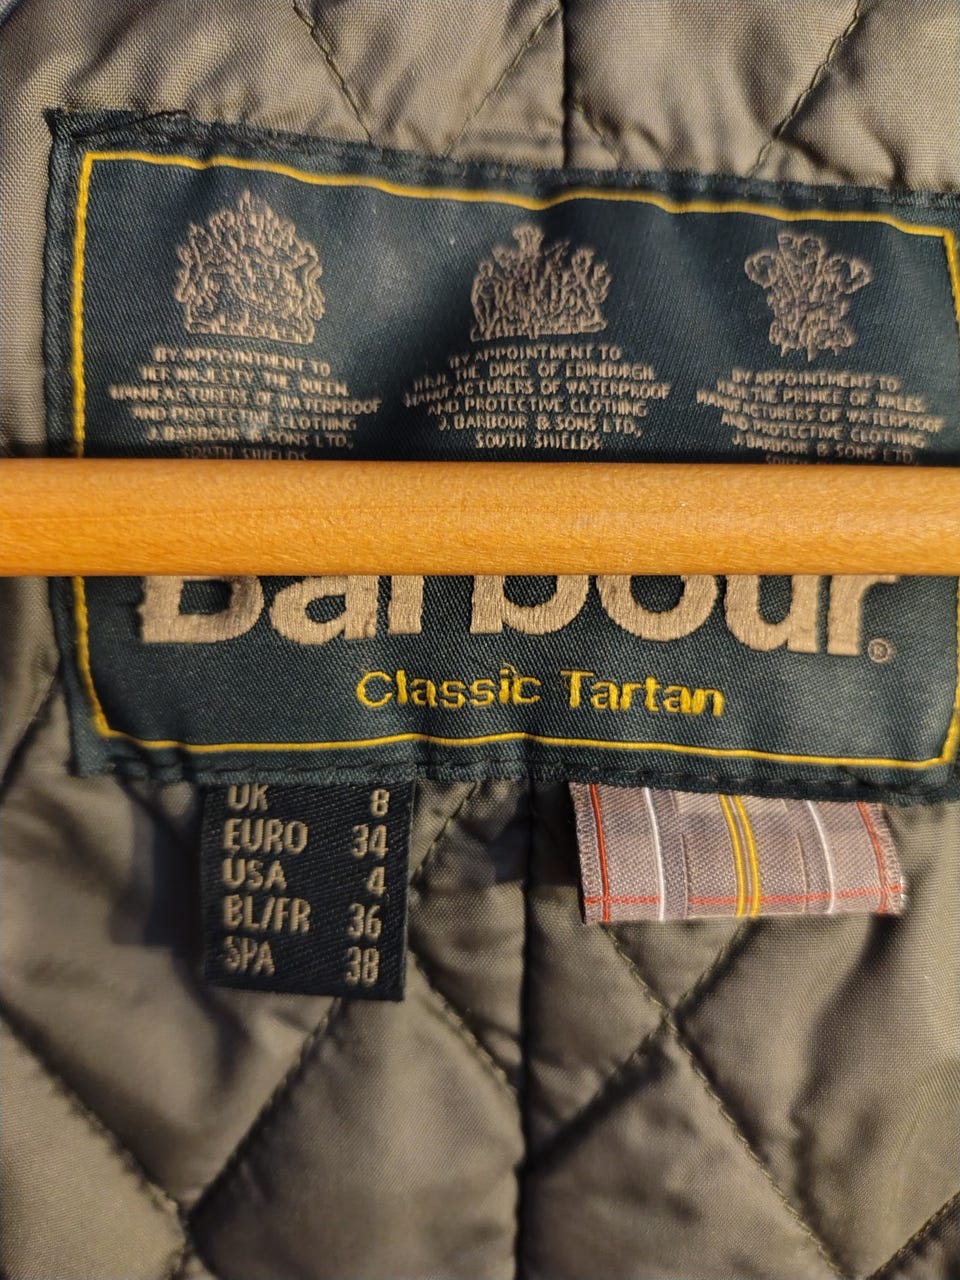 BY APPOINTMENT TO
HER MAJESTY THE QUEEN
MANUFACTURERS OF WATERPROOF
AND PROTECTIVE CLOTHING
J. BARBOUR & SONS LTD.
SOUTH SHIELDS
BY APPOINTMENT TO
H.R.H. THE DUKE OF EDINBURGH
MANUFACTURERS OF WATERPROOF
AND PROTECTIVE CLOTHING
J. BARBOUR & SONS LTD.
SOUTH SHIELDS.
BY APPOINTMENT TO
THE PRINCE OF WALES
MANUFACTURERS OF WATERPROOF
AND PROTECTIVE CLOTHING
J. BARBOUR & SONS LTD.
SOUTH
Barbour®
Classic Tartan
UK 8
EURO 34
USA 4
BL/FR 36
SPA 38